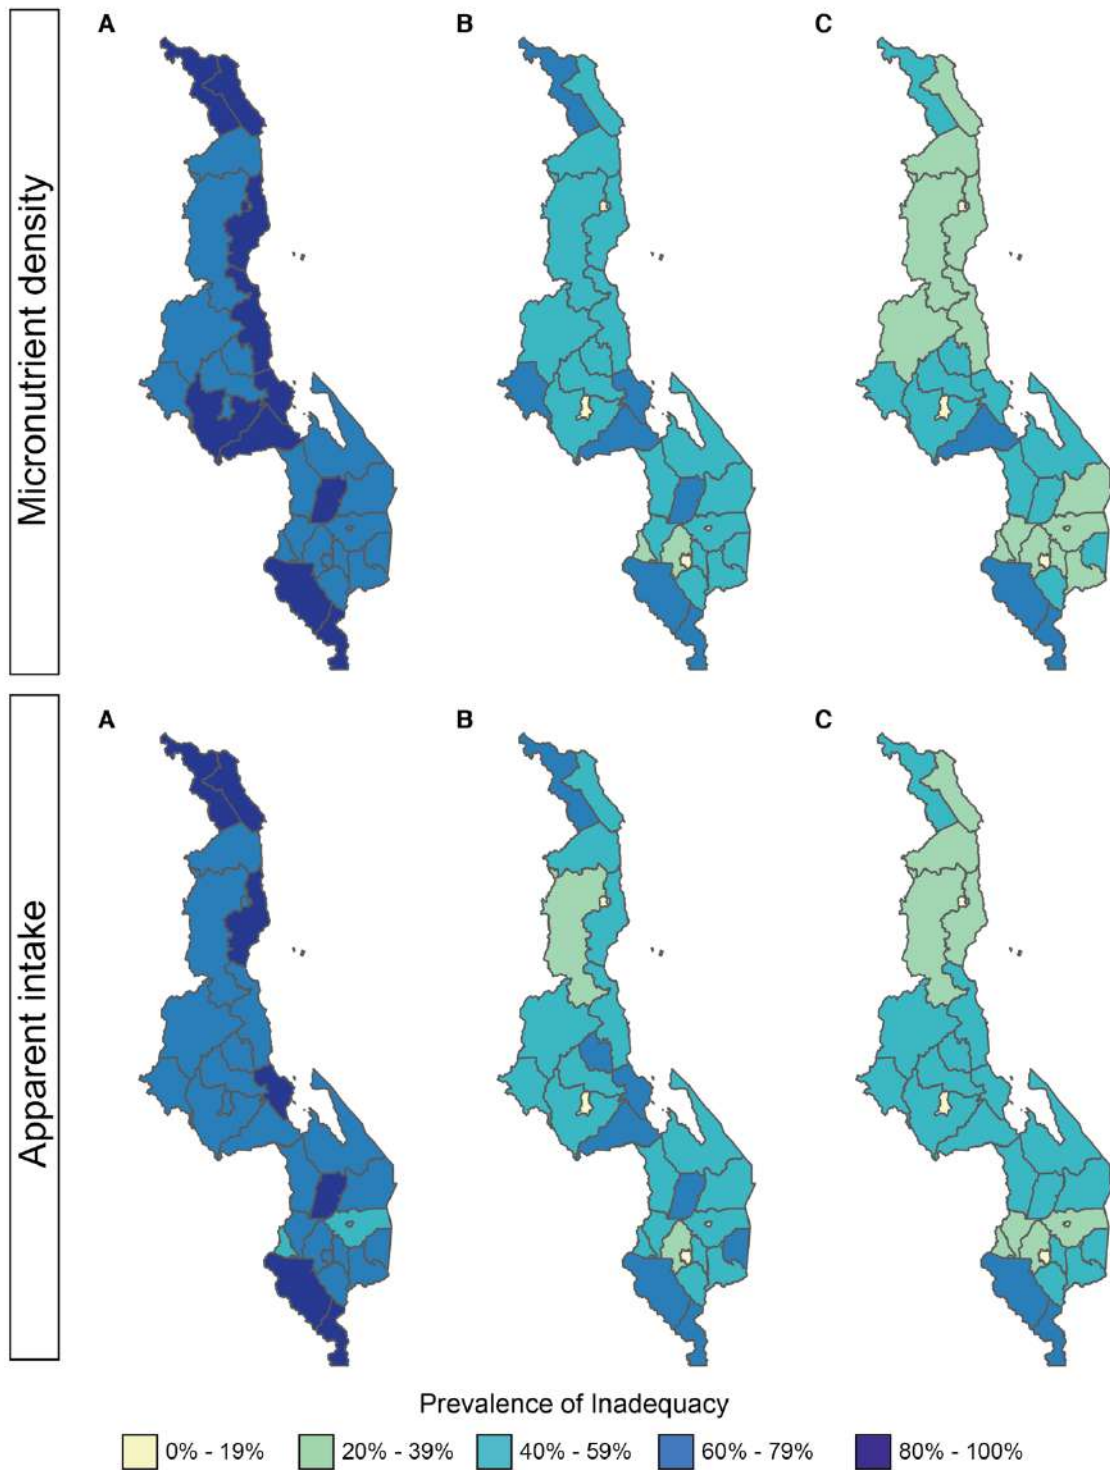 A B C
Micronutrient density
A B C
Apparent intake
Prevalence of Inadequacy
0% - 19% 20% - 39% 40% - 59% 60% - 79% 80% - 100%